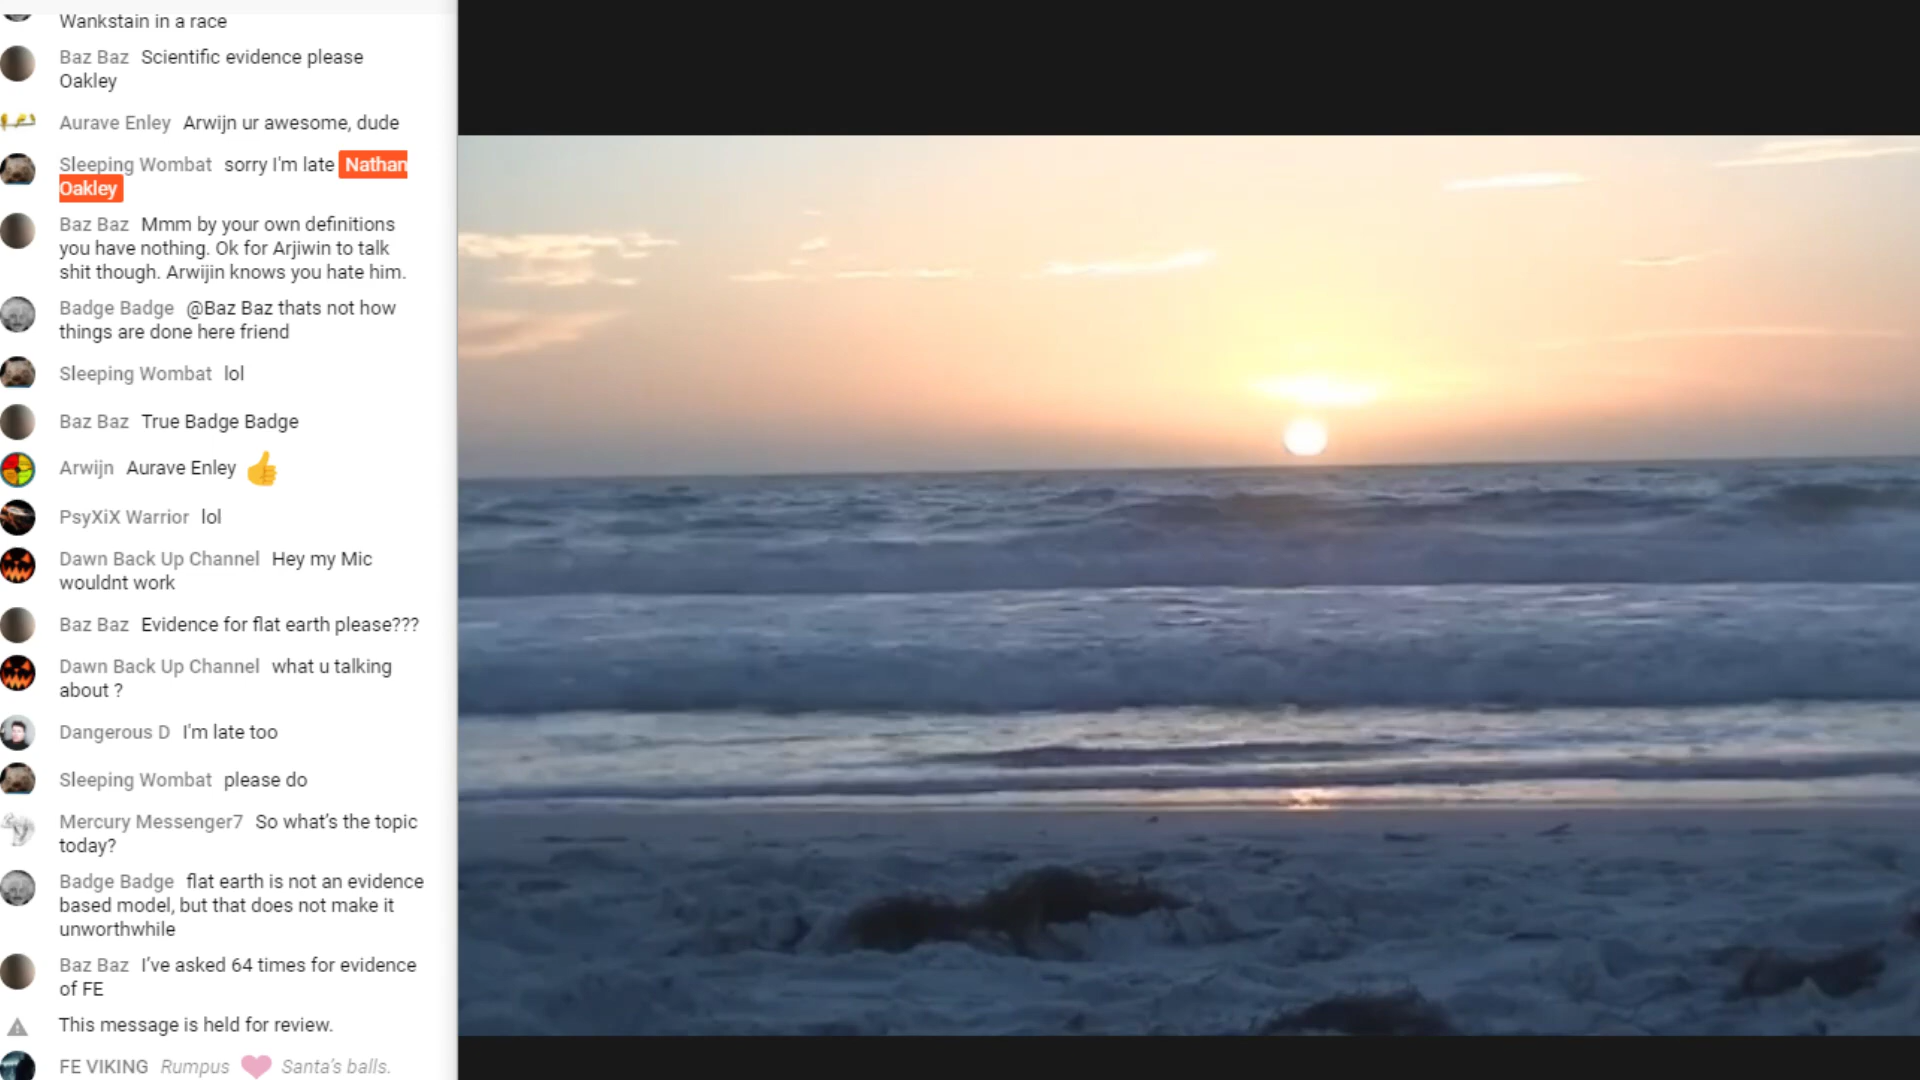 Wankstain in a race
Baz Baz Scientific evidence please
Oakley
Aurave Enley Arwijn ur awesome, dude
Sleeping Wombat sorry I'm late Nathan
Oakley
Baz Baz Mmm by your own definitions
you have nothing. Ok for Arjiwin to talk
shit though. Arwijin knows you hate him.
Badge Badge @Baz Baz thats not how
things are done here friend
Sleeping Wombat lol
Baz Baz True Badge Badge
Arwijn Aurave Enley
PsyXiX Warrior lol
Dawn Back Up Channel Hey my Mic
wouldnt work
Baz Baz Evidence for flat earth please???
Dawn Back Up Channel what u talking
about ?
Dangerous D I'm late too
Sleeping Wombat please do
Mercury Messenger7 So what's the topic
today?
Badge Badge flat earth is not an evidence
based model, but that does not make it
unworthwhile
Baz Baz I've asked 64 times for evidence
of FE
This message is held for review.
FE VIKING Rumpus Santa's balls.